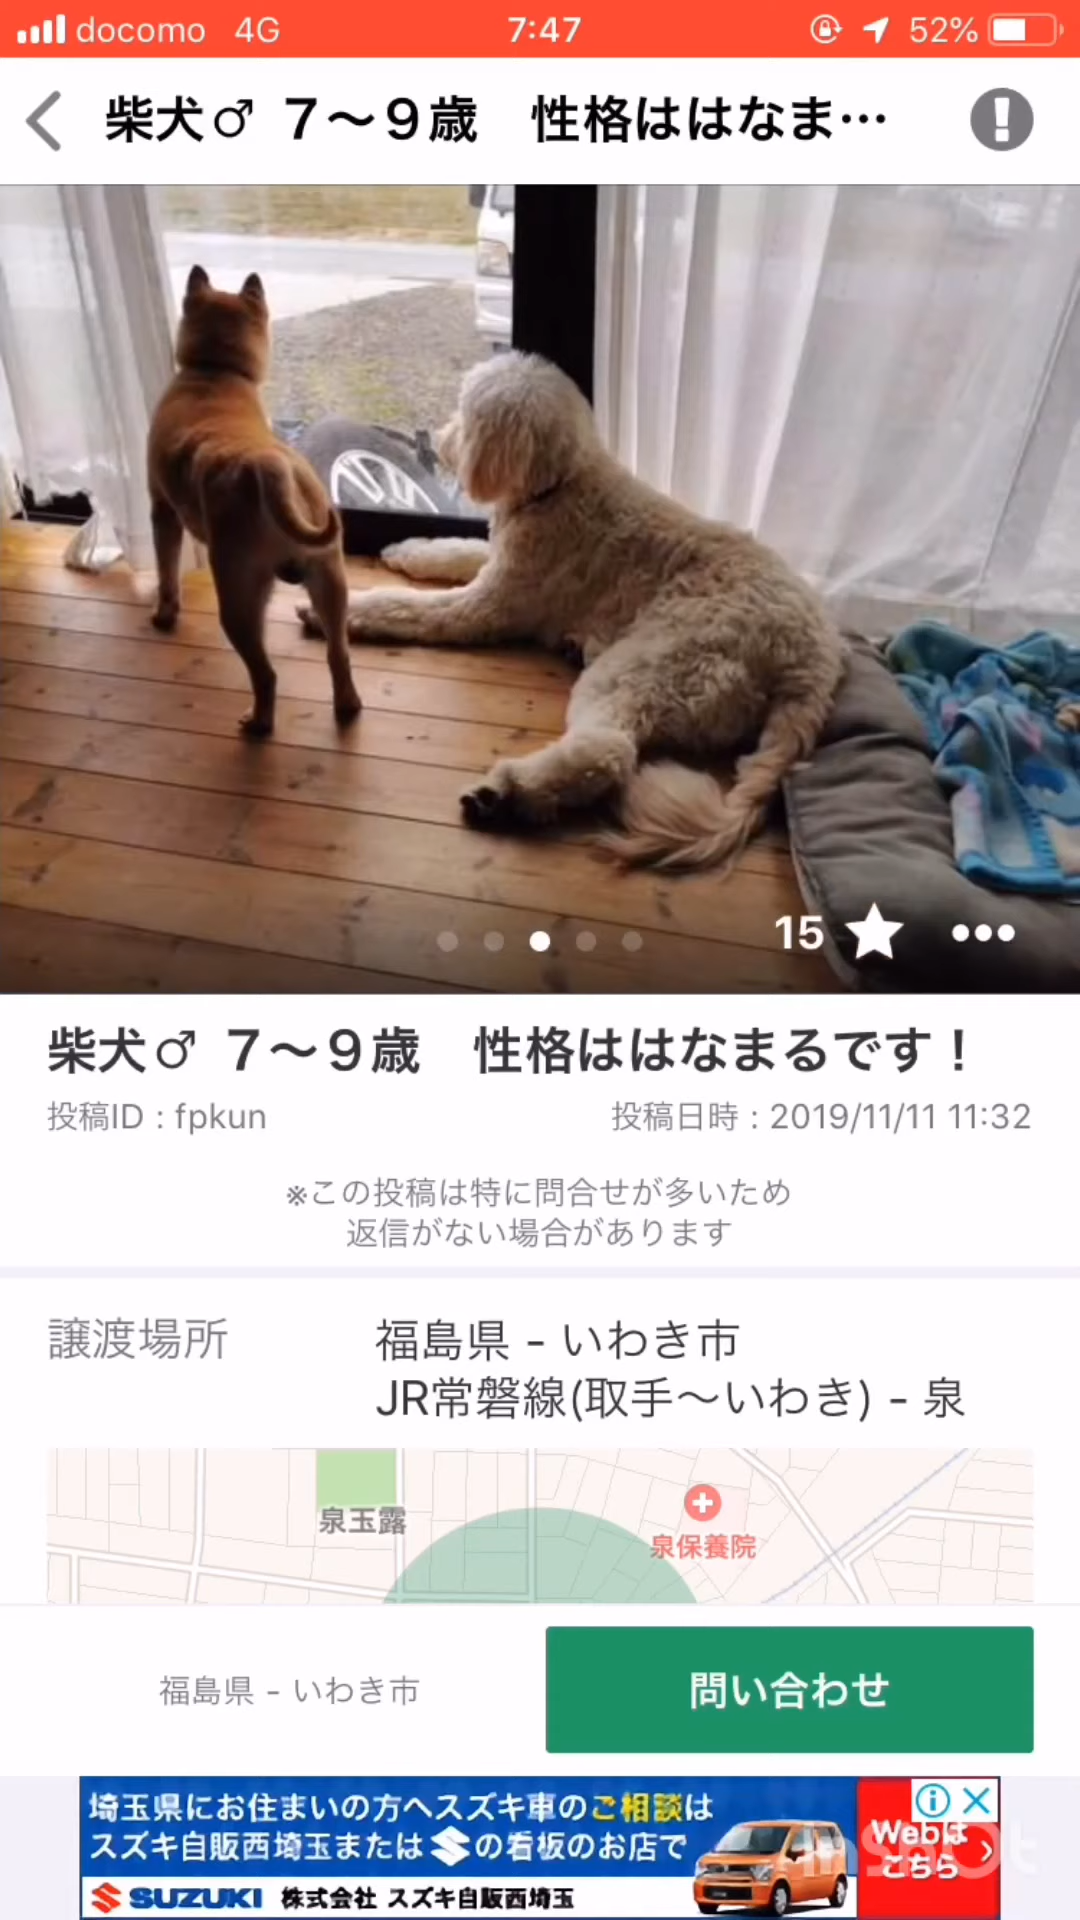 docomo 4G 7:47 52%
柴犬♂ 7〜9歳　性格ははなま…
15
柴犬♂ 7〜9歳　性格ははなまるです！
投稿ID : fpkun 投稿日時 : 2019/11/11 11:32
※この投稿は特に問合せが多いため
返信がない場合があります
譲渡場所 福島県 - いわき市
JR常磐線(取手〜いわき) - 泉
泉玉露
泉保養院
福島県 - いわき市 問い合わせ
埼玉県にお住まいの方へスズキ車のご相談は
スズキ自販西埼玉またはSの看板のお店で
Webは
こちら
SUZUKI 株式会社 スズキ自販西埼玉